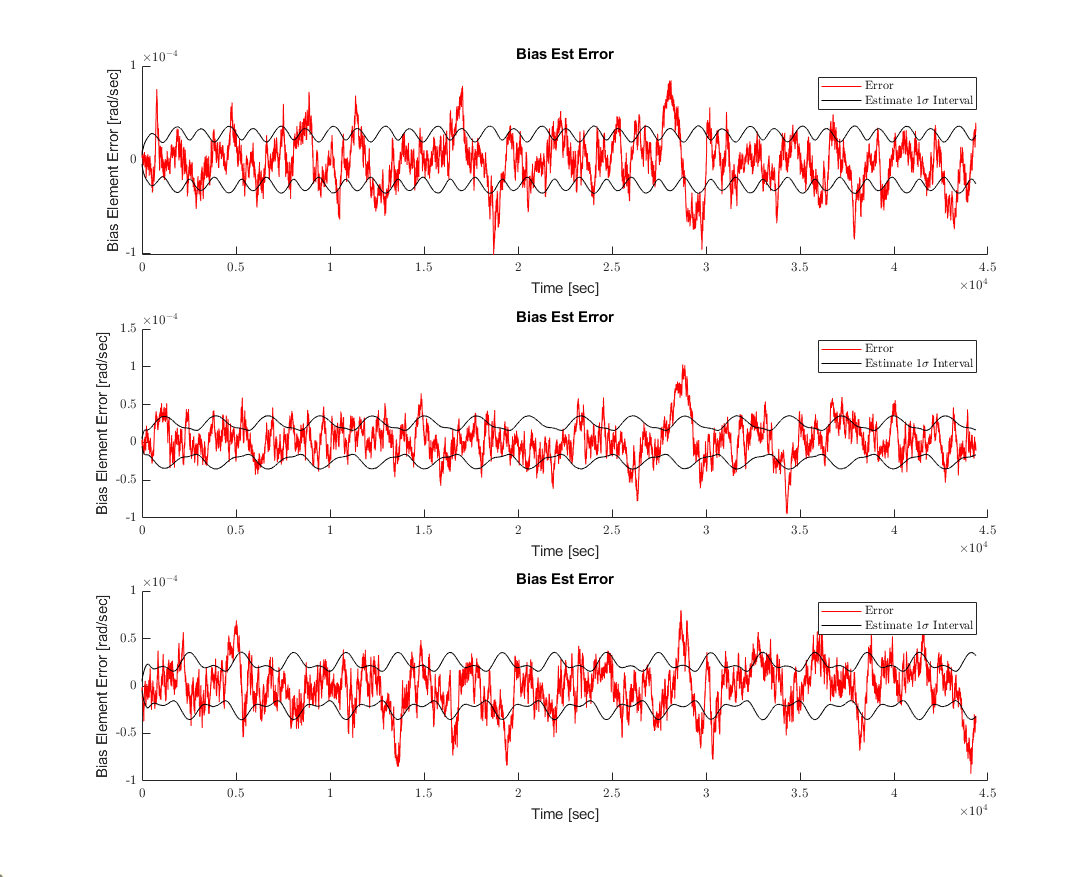 Bias Est Error
×10⁻⁴
1
0
-1
Bias Element Error [rad/sec]
Error
Estimate 1σ Interval
0 0.5 1 1.5 2 2.5 3 3.5 4 4.5
×10⁴
Time [sec]
Bias Est Error
×10⁻⁴
1.5
1
0.5
0
-0.5
-1
Bias Element Error [rad/sec]
Error
Estimate 1σ Interval
0 0.5 1 1.5 2 2.5 3 3.5 4 4.5
×10⁴
Time [sec]
Bias Est Error
×10⁻⁴
1
0.5
0
-0.5
-1
Bias Element Error [rad/sec]
Error
Estimate 1σ Interval
0 0.5 1 1.5 2 2.5 3 3.5 4 4.5
×10⁴
Time [sec]